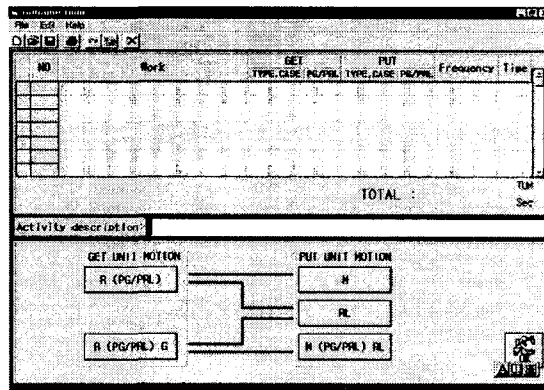 File Edit Help
NO Work GET PUT Frequency Time
TYPE,CASE PG/PRL TYPE,CASE PG/PRL
TOTAL :
TUM
Sec
Activity description
GET UNIT MOTION PUT UNIT MOTION
R (PG/PRL) M
RL
R (PG/PRL) G M (PG/PRL) RL